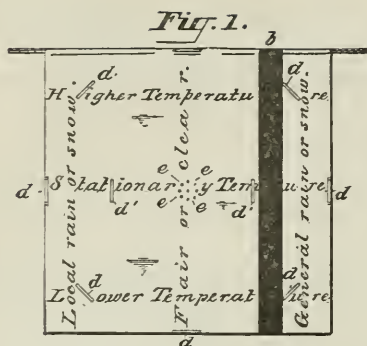 Fig. 1.
b
d' d
Higher Temperature
e e
d Stationary Temperature d
d' e e d'
d d
Lower Temperature
d
Local rain or snow.
Fair or clear.
General rain or snow.